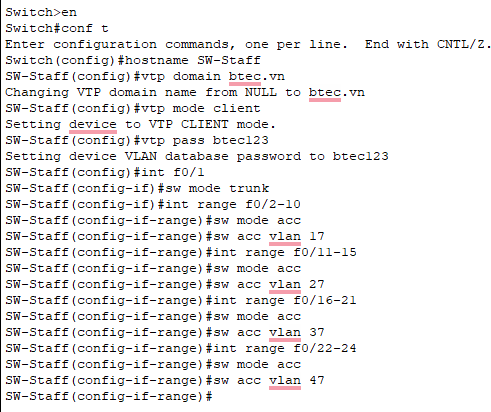 Switch>en
Switch#conf t
Enter configuration commands, one per line.  End with CNTL/Z.
Switch(config)#hostname SW-Staff
SW-Staff(config)#vtp domain btec.vn
Changing VTP domain name from NULL to btec.vn
SW-Staff(config)#vtp mode client
Setting device to VTP CLIENT mode.
SW-Staff(config)#vtp pass btec123
Setting device VLAN database password to btec123
SW-Staff(config)#int f0/1
SW-Staff(config-if)#sw mode trunk
SW-Staff(config-if)#int range f0/2-10
SW-Staff(config-if-range)#sw mode acc
SW-Staff(config-if-range)#sw acc vlan 17
SW-Staff(config-if-range)#int range f0/11-15
SW-Staff(config-if-range)#sw mode acc
SW-Staff(config-if-range)#sw acc vlan 27
SW-Staff(config-if-range)#int range f0/16-21
SW-Staff(config-if-range)#sw mode acc
SW-Staff(config-if-range)#sw acc vlan 37
SW-Staff(config-if-range)#int range f0/22-24
SW-Staff(config-if-range)#sw mode acc
SW-Staff(config-if-range)#sw acc vlan 47
SW-Staff(config-if-range)#